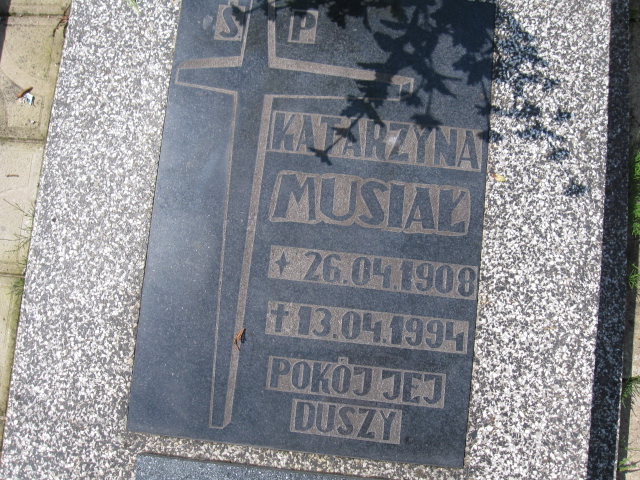 Ś P
KATARZYNA
MUSIAŁ
✦ 26.04.1908
† 13.04.1994
POKÓJ JEJ
DUSZY